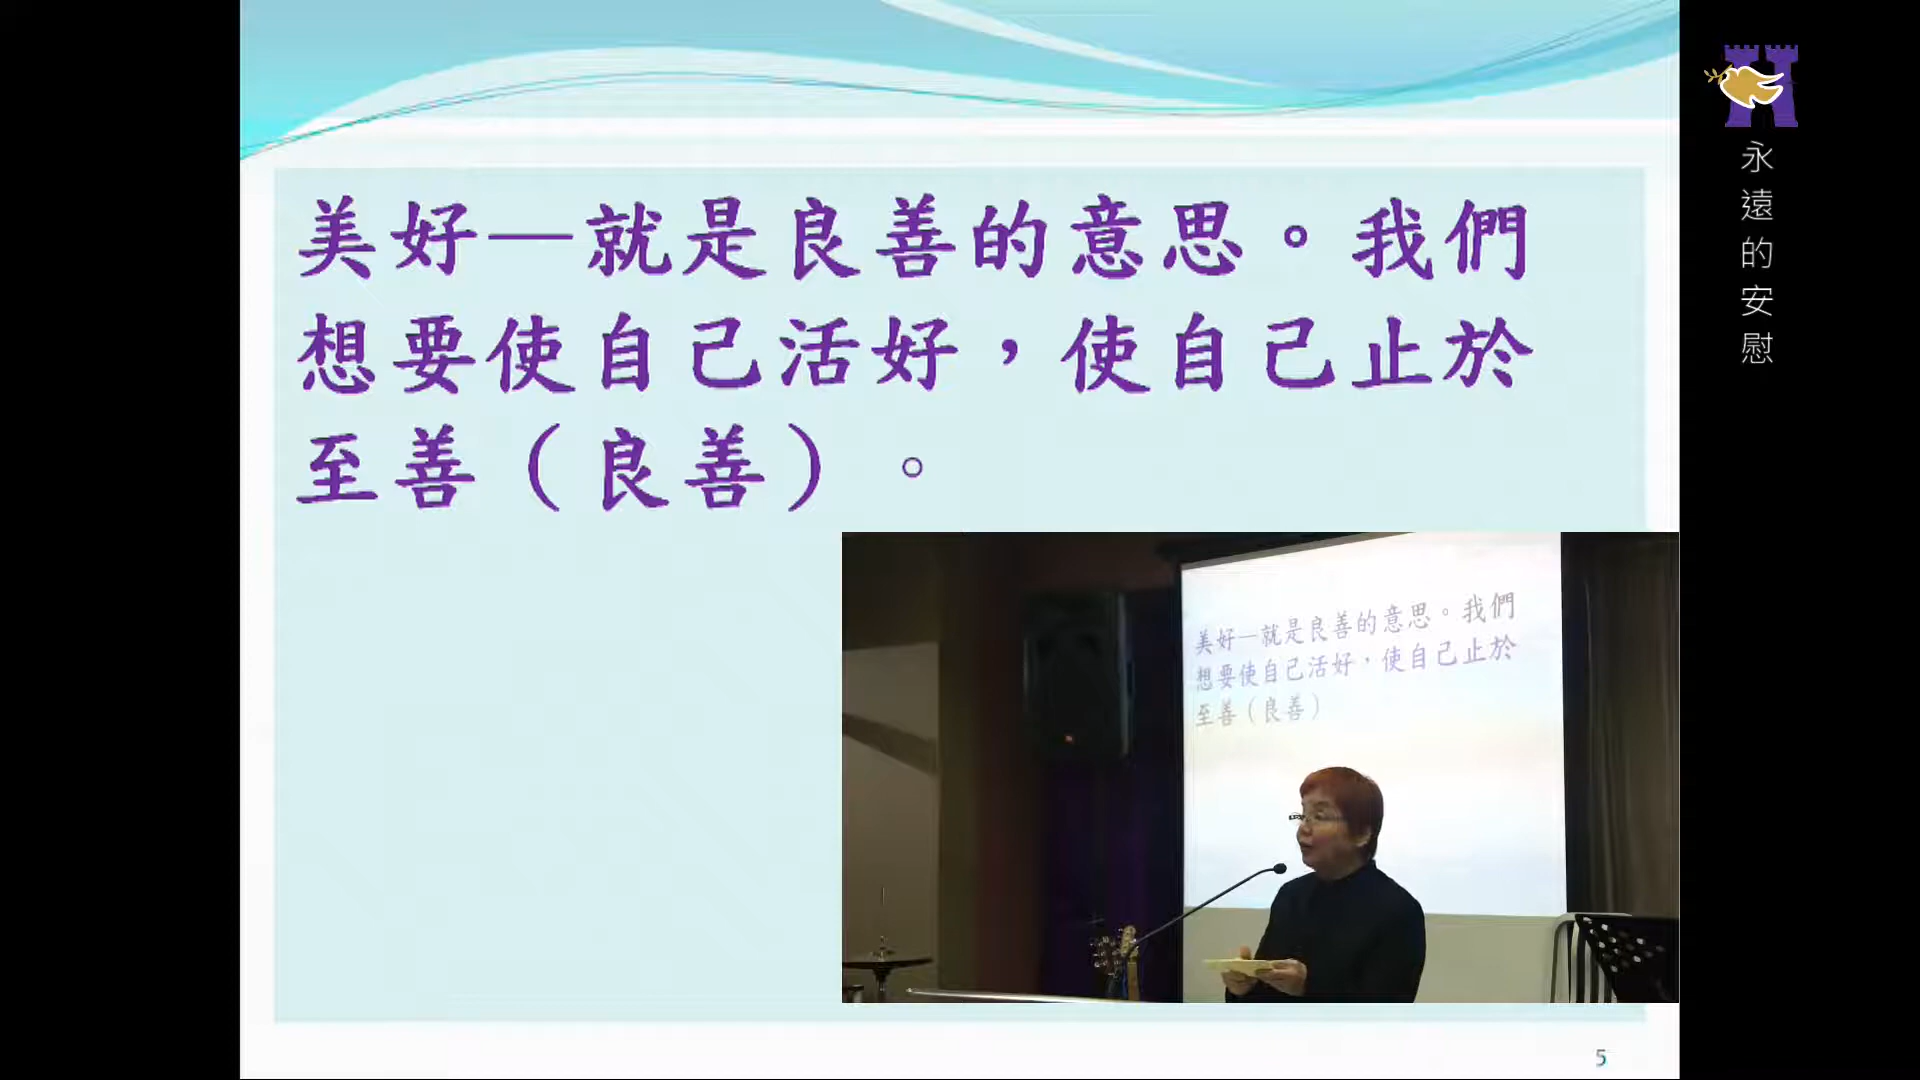 美好—就是良善的意思。我們
想要使自己活好，使自己止於
至善（良善）。
美好—就是良善的意思。我們
想要使自己活好，使自己止於
至善（良善）
5
永遠的安慰